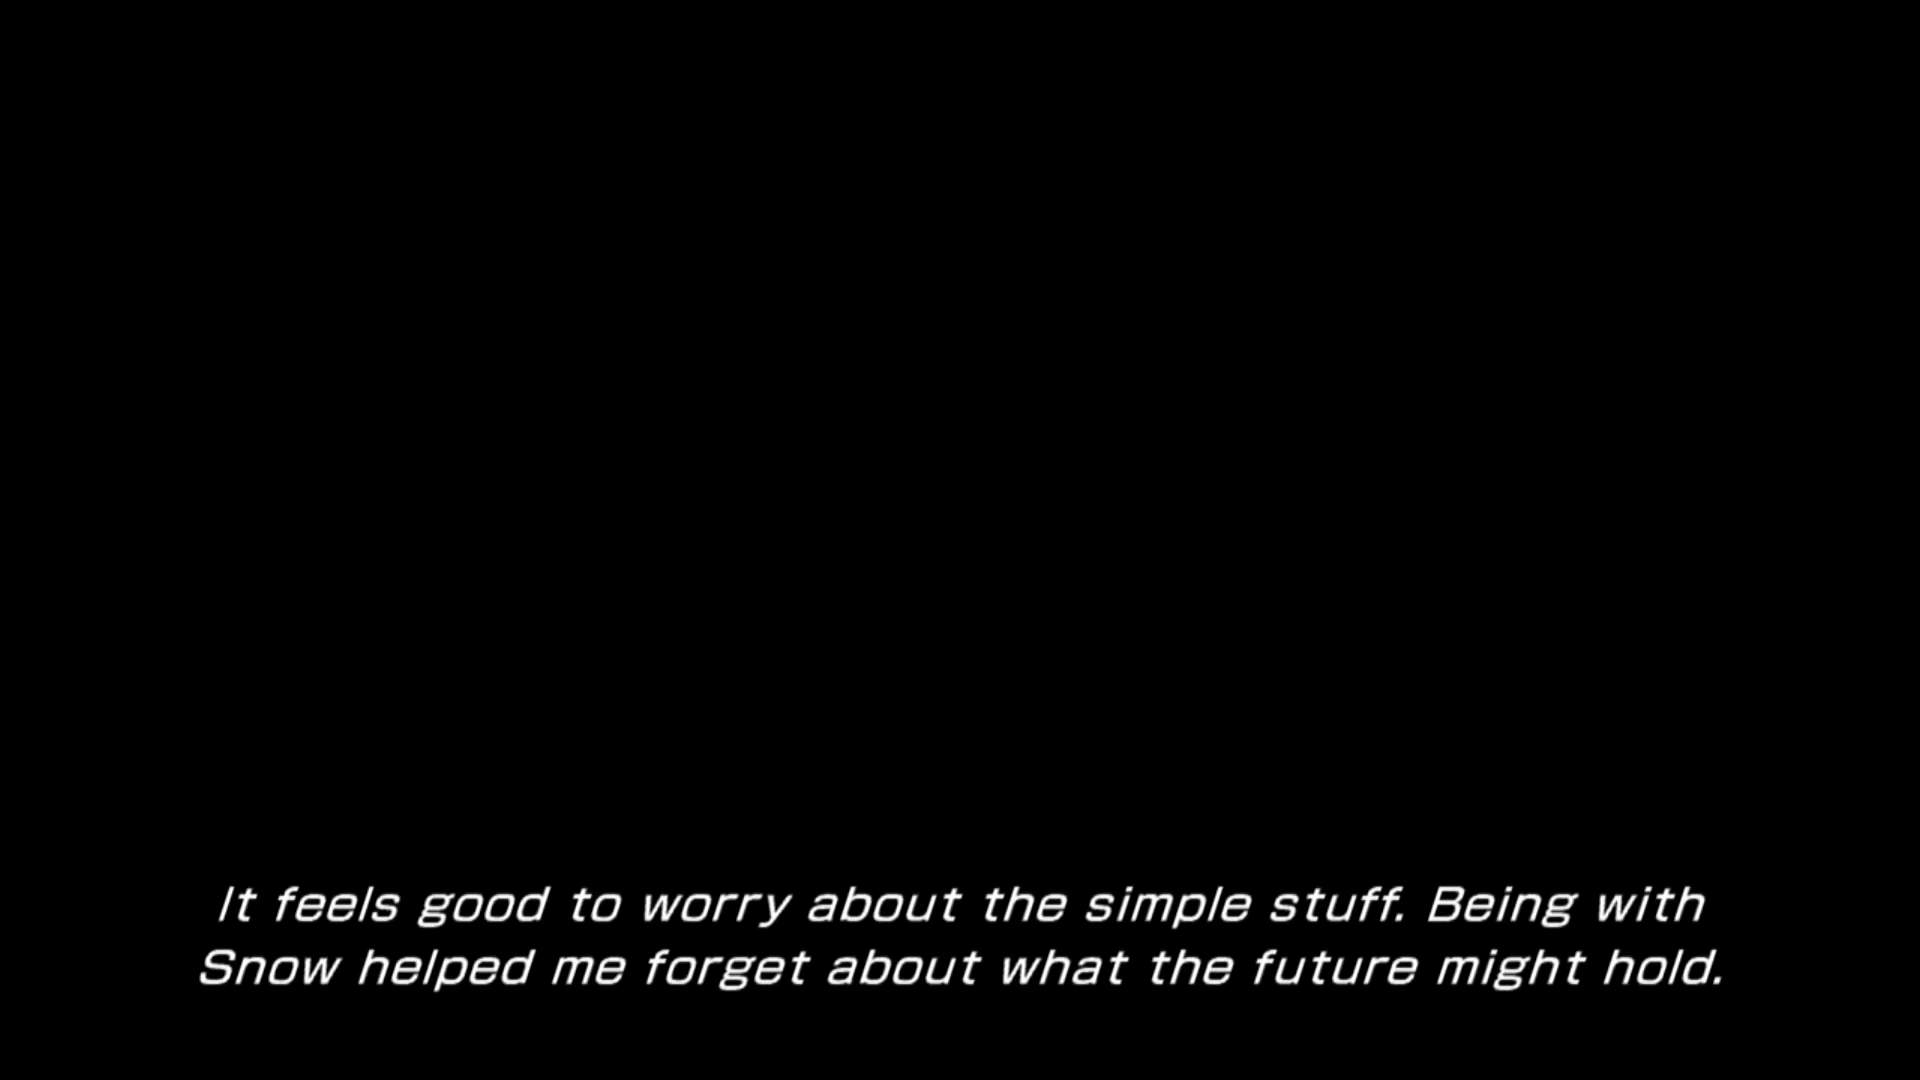 It feels good to worry about the simple stuff. Being with
Snow helped me forget about what the future might hold.